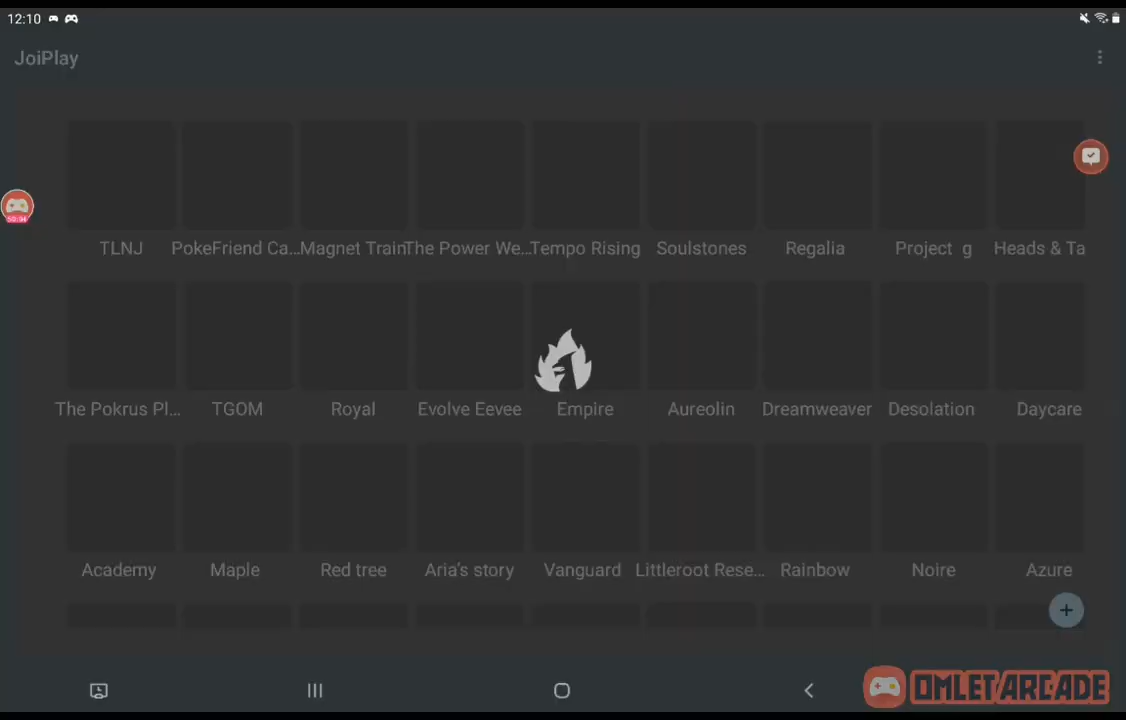 12:10
JoiPlay
TLNJ PokeFriend Ca... Magnet Train The Power We... Tempo Rising Soulstones Regalia Project g Heads & Ta
The Pokrus Pl... TGOM Royal Evolve Eevee Empire Aureolin Dreamweaver Desolation Daycare
Academy Maple Red tree Aria's story Vanguard Littleroot Rese... Rainbow Noire Azure
OMLET ARCADE